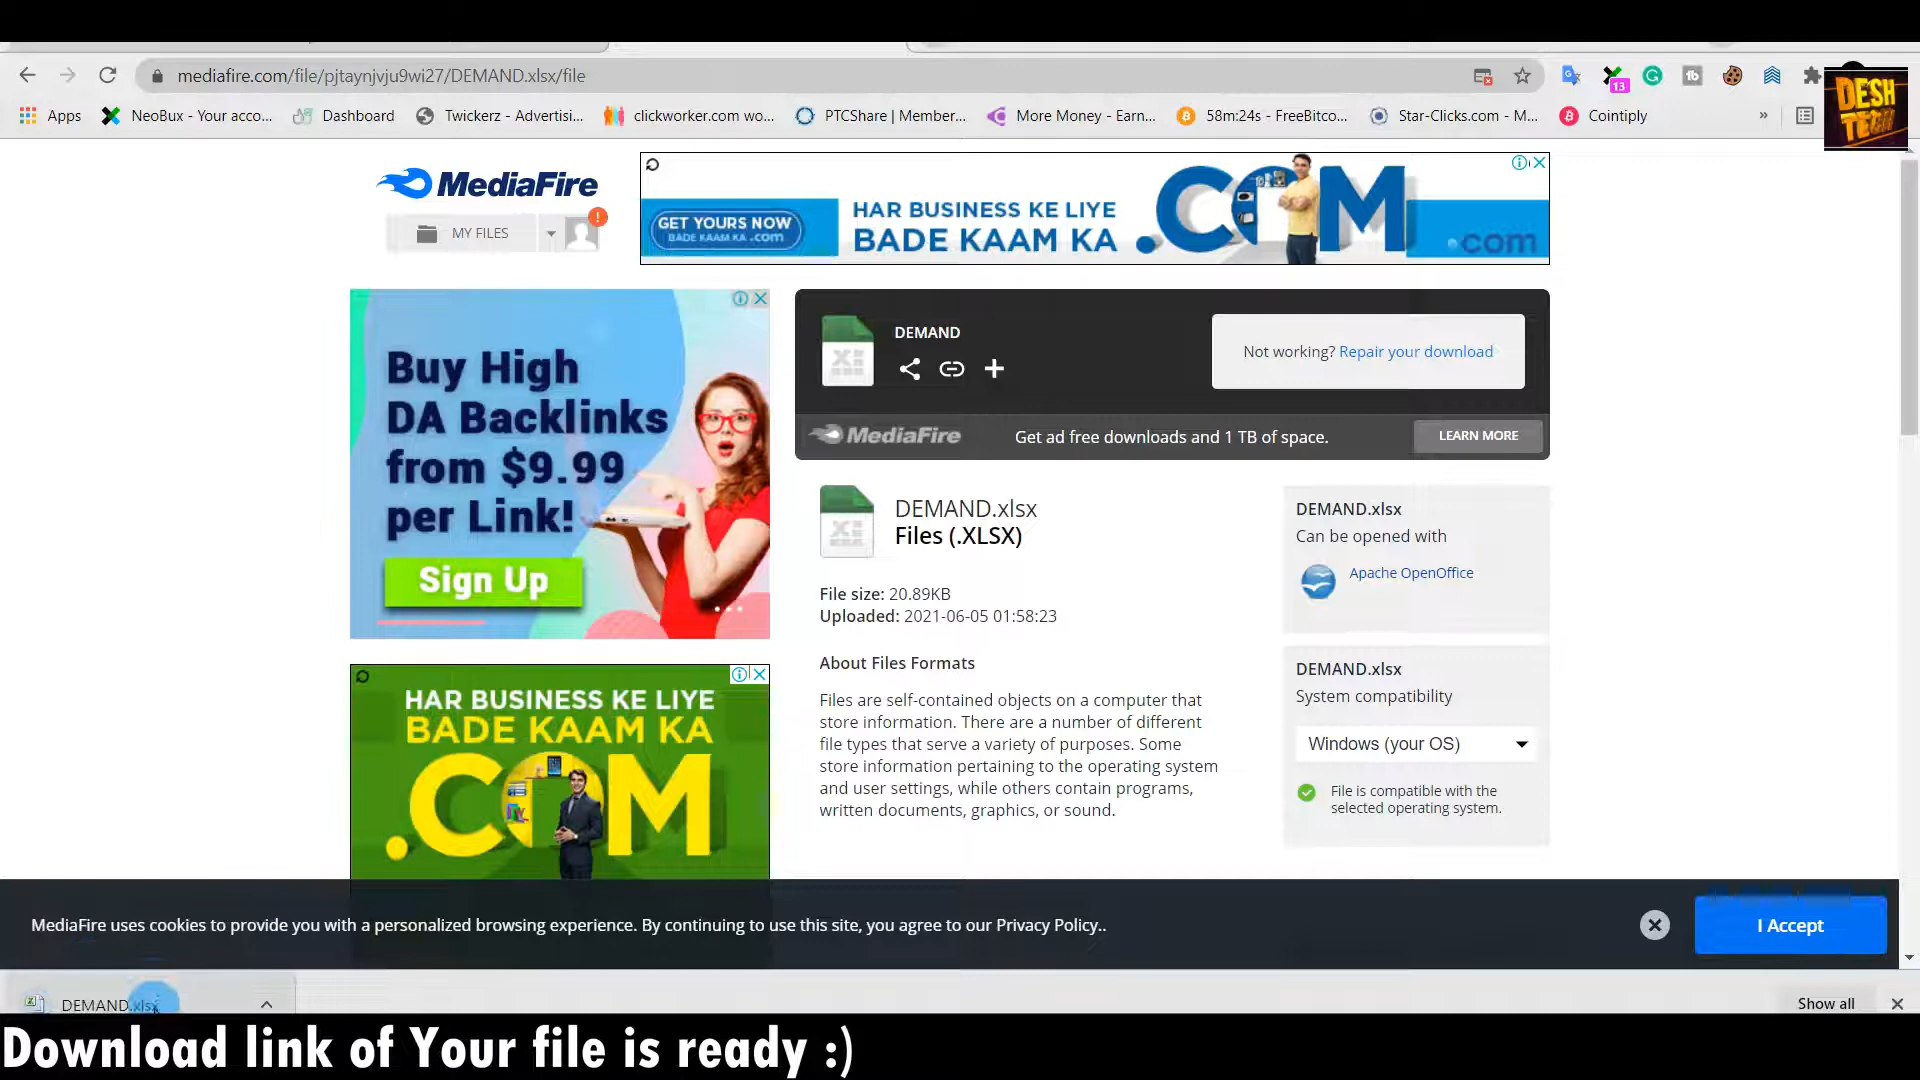 mediafire.com/file/pjtaynjvju9wi27/DEMAND.xlsx/file
13
DESH
TECH
Apps
NeoBux - Your acco...
Dashboard
Twickerz - Advertisi...
clickworker.com wo...
PTCShare | Member...
More Money - Earn...
58m:24s - FreeBitco...
Star-Clicks.com - M...
Cointiply
»
MediaFire
MY FILES
!
GET YOURS NOW
BADE KAAM KA .com
HAR BUSINESS KE LIYE
BADE KAAM KA
.COM
.com
Buy High
DA Backlinks
from $9.99
per Link!
Sign Up
DEMAND
Not working? Repair your download
MediaFire
Get ad free downloads and 1 TB of space.
LEARN MORE
DEMAND.xlsx
Files (.XLSX)
File size: 20.89KB
Uploaded: 2021-06-05 01:58:23
About Files Formats
Files are self-contained objects on a computer that
store information. There are a number of different
file types that serve a variety of purposes. Some
store information pertaining to the operating system
and user settings, while others contain programs,
written documents, graphics, or sound.
DEMAND.xlsx
Can be opened with
Apache OpenOffice
DEMAND.xlsx
System compatibility
Windows (your OS)
File is compatible with the
selected operating system.
HAR BUSINESS KE LIYE
BADE KAAM KA
.COM
MediaFire uses cookies to provide you with a personalized browsing experience. By continuing to use this site, you agree to our Privacy Policy..
I Accept
DEMAND.xlsx
Show all
Download link of Your file is ready :)